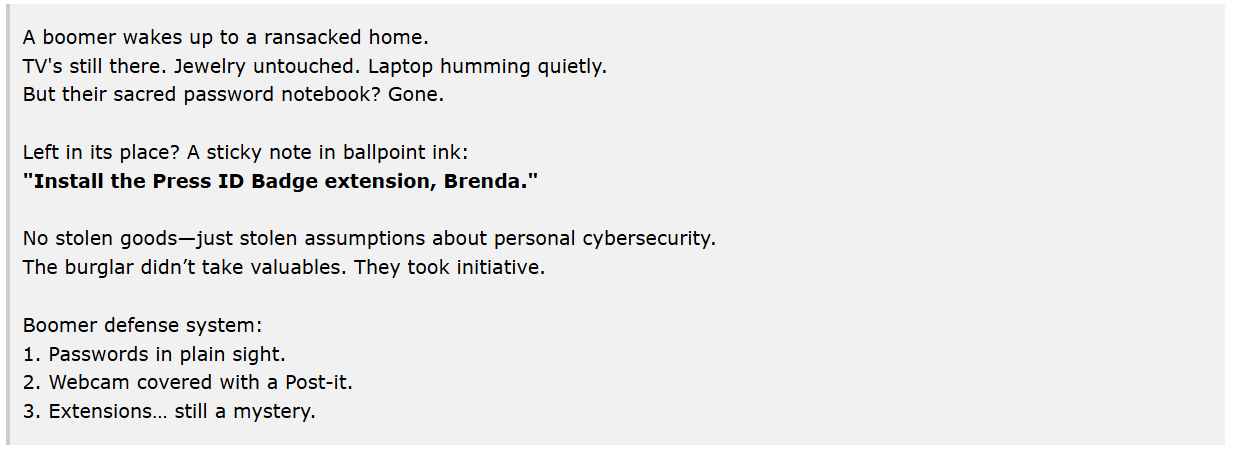 A boomer wakes up to a ransacked home.
TV's still there. Jewelry untouched. Laptop humming quietly.
But their sacred password notebook? Gone.
Left in its place? A sticky note in ballpoint ink:
"Install the Press ID Badge extension, Brenda."
No stolen goods—just stolen assumptions about personal cybersecurity.
The burglar didn’t take valuables. They took initiative.
Boomer defense system:
1. Passwords in plain sight.
2. Webcam covered with a Post-it.
3. Extensions… still a mystery.